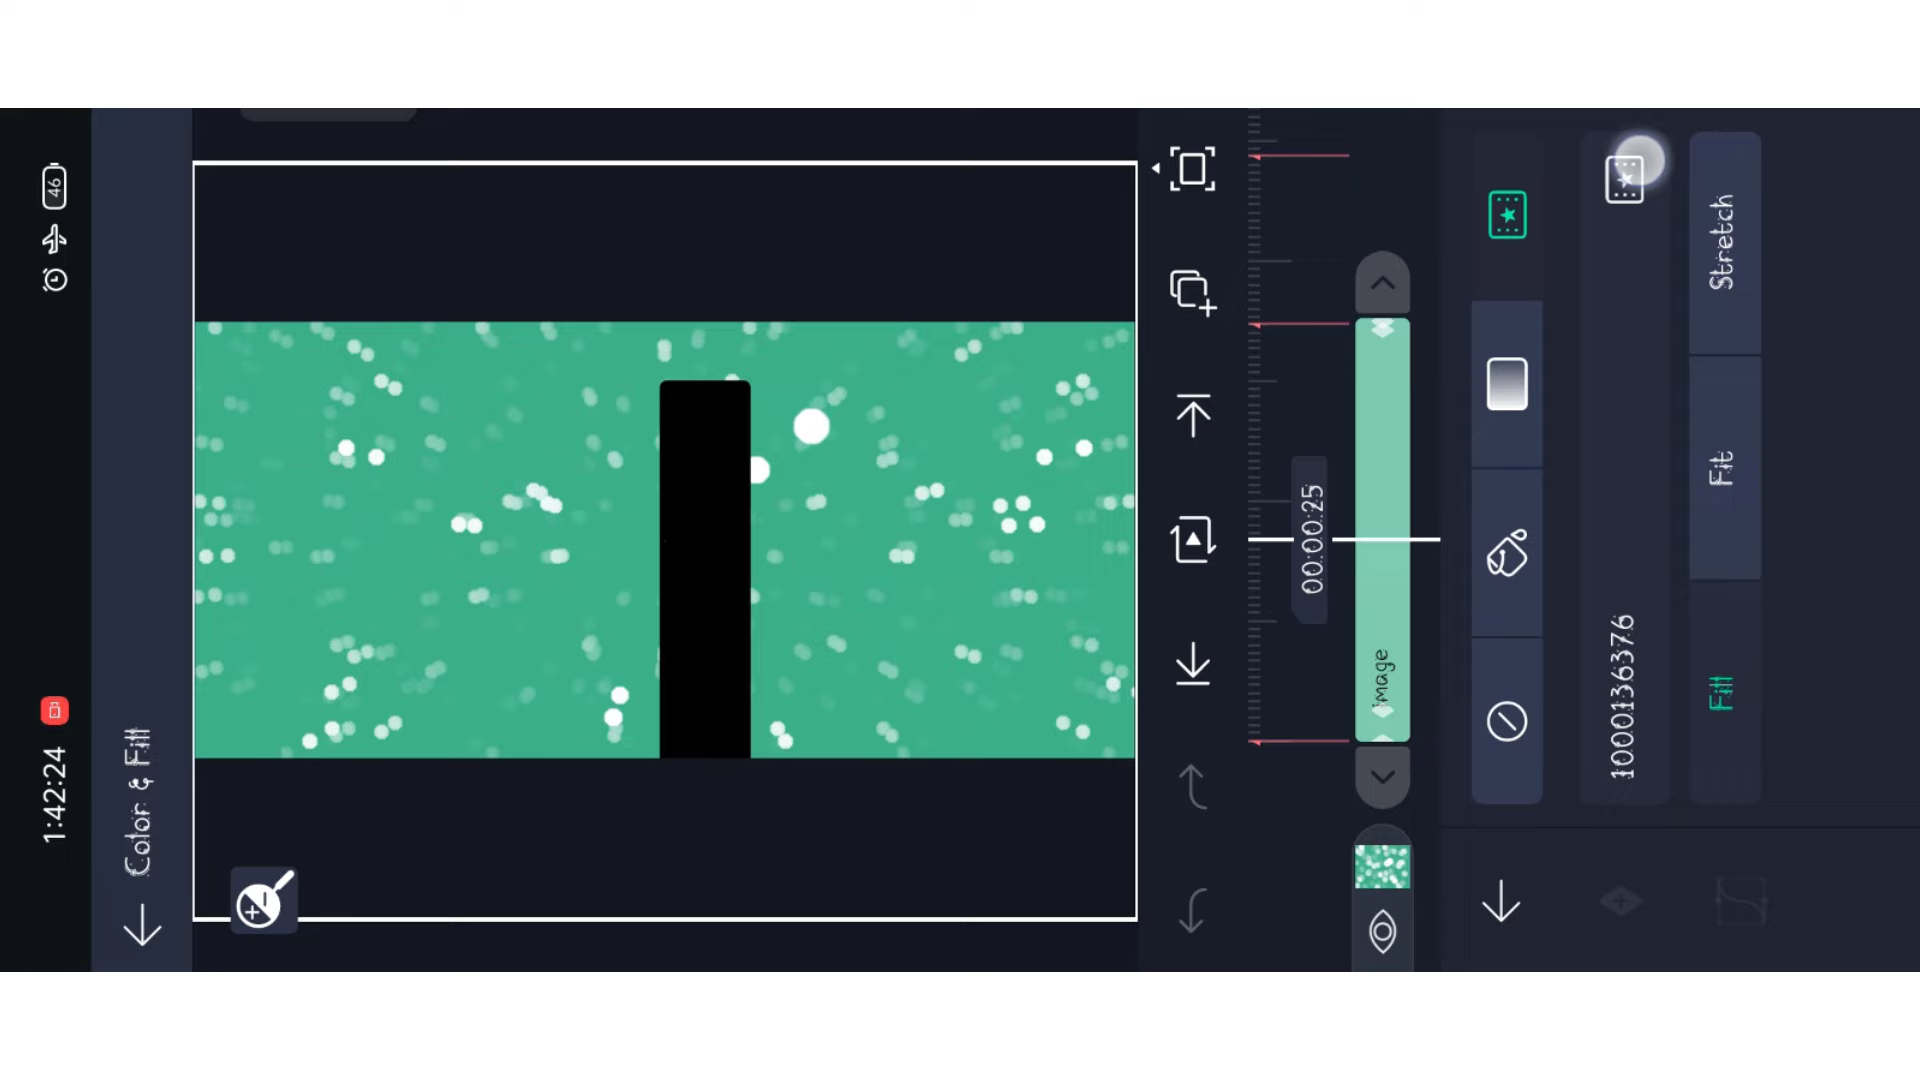 1:42:24
46
Color & Fill
00:00:25
image
1000136376
Fill
Fit
Stretch